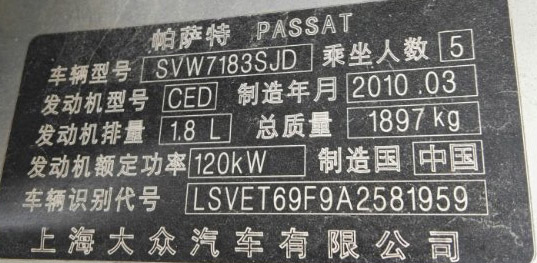 帕萨特 PASSAT
车辆型号 SVW7183SJD 乘坐人数 5
发动机型号 CED 制造年月 2010.03
发动机排量 1.8 L 总质量 1897kg
发动机额定功率 120kW 制造国 中国
车辆识别代号 LSVET69F9A2581959
上海大众汽车有限公司